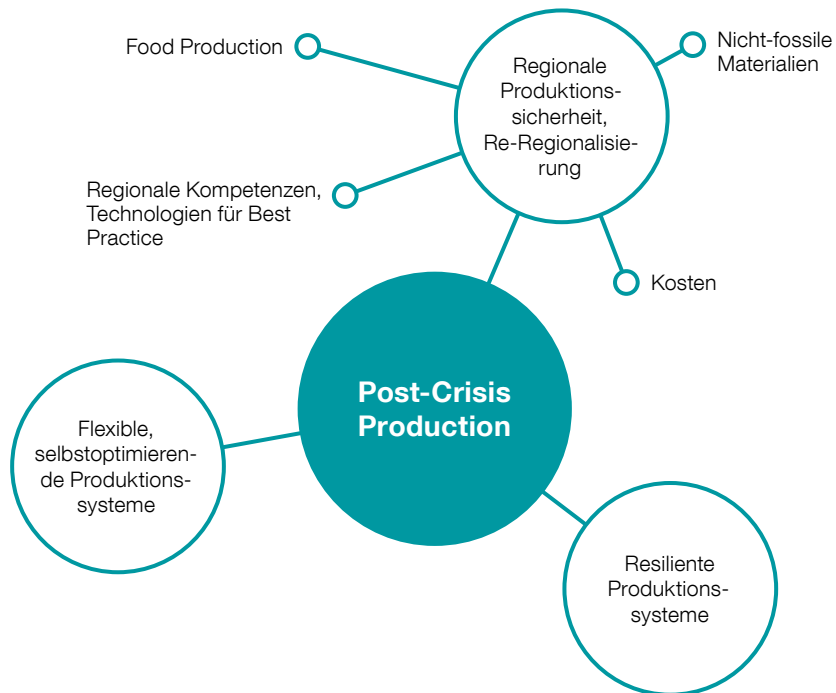 Food Production
Nicht-fossile
Materialien
Regionale
Produktions-
sicherheit,
Re-Regionalisie-
rung
Regionale Kompetenzen,
Technologien für Best
Practice
Kosten
Post-Crisis
Production
Flexible,
selbstoptimieren-
de Produktions-
systeme
Resiliente
Produktions-
systeme